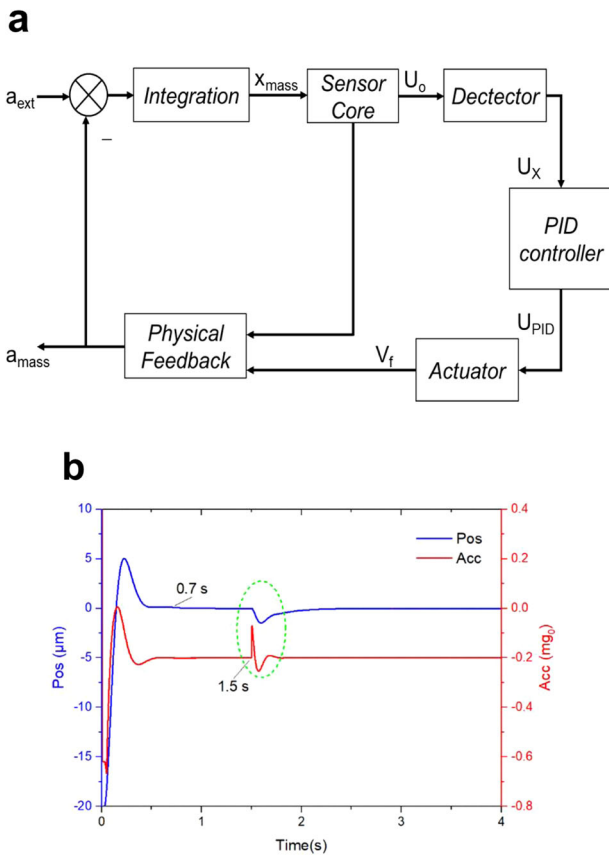 a
a_ext
Integration
x_mass
Sensor
Core
U_o
Dectector
U_X
PID
controller
U_PID
Actuator
V_f
Physical
Feedback
a_mass
−
b
10
5
0
-5
-10
-15
-20
Pos (μm)
0.4
0.2
0.0
-0.2
-0.4
-0.6
-0.8
Acc (mg₀)
Pos
Acc
0.7 s
1.5 s
0
1
2
3
4
Time(s)